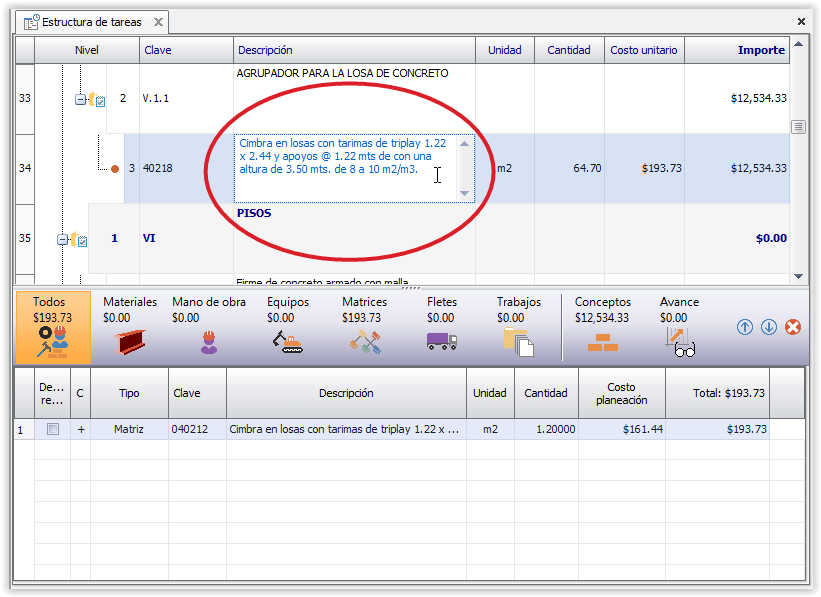 Estructura de tareas
Nivel Clave Descripción Unidad Cantidad Costo unitario Importe
AGRUPADOR PARA LA LOSA DE CONCRETO
33 2 V.1.1 $12,534.33
Cimbra en losas con tarimas de triplay 1.22
x 2.44 y apoyos @ 1.22 mts de con una
altura de 3.50 mts. de 8 a 10 m2/m3.
34 3 40218 m2 64.70 $193.73 $12,534.33
PISOS
35 1 VI $0.00
Firme de concreto armado con malla
Todos Materiales Mano de obra Equipos Matrices Fletes Trabajos Conceptos Avance
$193.73 $0.00 $0.00 $0.00 $193.73 $0.00 $0.00 $12,534.33 $0.00
De... re... C Tipo Clave Descripción Unidad Cantidad Costo planeación Total: $193.73
1 + Matriz 040212 Cimbra en losas con tarimas de triplay 1.22 x ... m2 1.20000 $161.44 $193.73